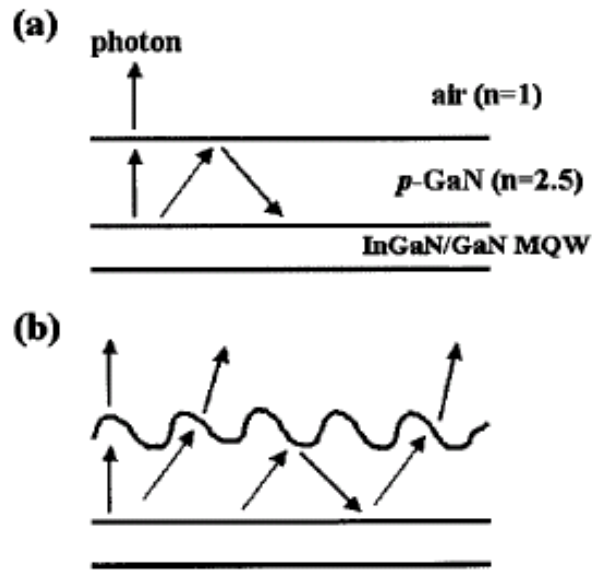 (a)
photon
air (n=1)
p-GaN (n=2.5)
InGaN/GaN MQW
(b)